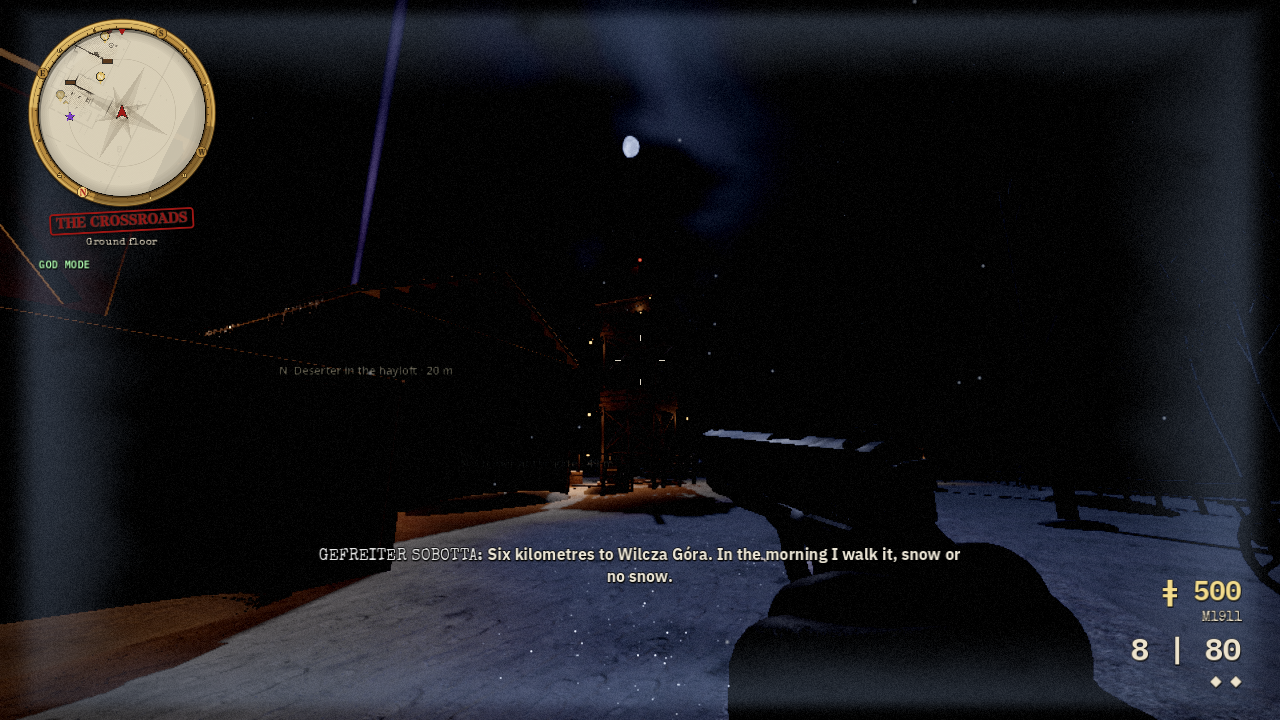 S
E
W
N
THE CROSSROADS
Ground floor
GOD MODE
N Deserter in the hayloft · 20 m
GEFREITER SOBOTTA: Six kilometres to Wilcza Góra. In the morning I walk it, snow or
no snow.
500
M1911
8 | 80